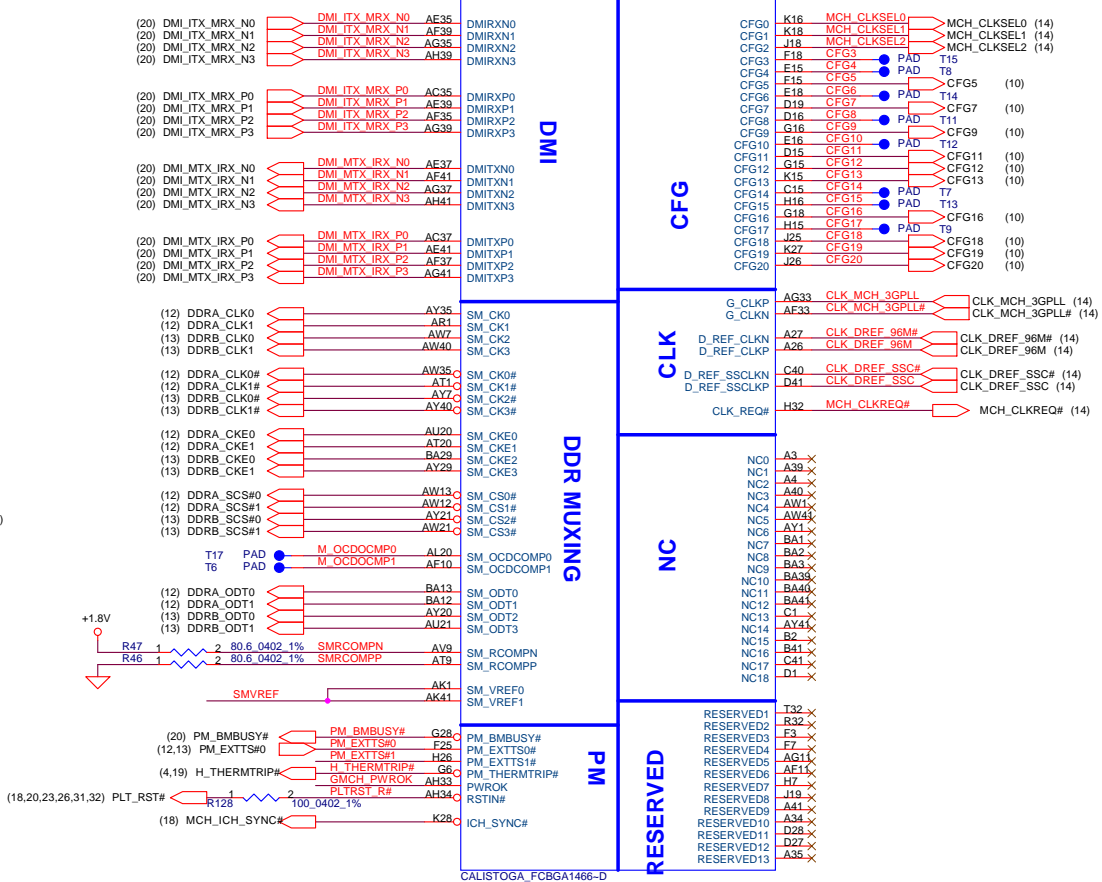 (20) DMI_ITX_MRX_N0 DMI_ITX_MRX_N0 AE35 DMIRXN0
(20) DMI_ITX_MRX_N1 DMI_ITX_MRX_N1 AF39 DMIRXN1
(20) DMI_ITX_MRX_N2 DMI_ITX_MRX_N2 AG35 DMIRXN2
(20) DMI_ITX_MRX_N3 DMI_ITX_MRX_N3 AH39 DMIRXN3
(20) DMI_ITX_MRX_P0 DMI_ITX_MRX_P0 AC35 DMIRXP0
(20) DMI_ITX_MRX_P1 DMI_ITX_MRX_P1 AE39 DMIRXP1
(20) DMI_ITX_MRX_P2 DMI_ITX_MRX_P2 AF35 DMIRXP2
(20) DMI_ITX_MRX_P3 DMI_ITX_MRX_P3 AG39 DMIRXP3
(20) DMI_MTX_IRX_N0 DMI_MTX_IRX_N0 AE37 DMITXN0
(20) DMI_MTX_IRX_N1 DMI_MTX_IRX_N1 AF41 DMITXN1
(20) DMI_MTX_IRX_N2 DMI_MTX_IRX_N2 AG37 DMITXN2
(20) DMI_MTX_IRX_N3 DMI_MTX_IRX_N3 AH41 DMITXN3
(20) DMI_MTX_IRX_P0 DMI_MTX_IRX_P0 AC37 DMITXP0
(20) DMI_MTX_IRX_P1 DMI_MTX_IRX_P1 AE41 DMITXP1
(20) DMI_MTX_IRX_P2 DMI_MTX_IRX_P2 AF37 DMITXP2
(20) DMI_MTX_IRX_P3 DMI_MTX_IRX_P3 AG41 DMITXP3
DMI
(12) DDRA_CLK0 AY35 SM_CK0
(12) DDRA_CLK1 AR1 SM_CK1
(13) DDRB_CLK0 AW7 SM_CK2
(13) DDRB_CLK1 AW40 SM_CK3
(12) DDRA_CLK0# AW35 SM_CK0#
(12) DDRA_CLK1# AT1 SM_CK1#
(13) DDRB_CLK0# AY7 SM_CK2#
(13) DDRB_CLK1# AY40 SM_CK3#
(12) DDRA_CKE0 AU20 SM_CKE0
(12) DDRA_CKE1 AT20 SM_CKE1
(13) DDRB_CKE0 BA29 SM_CKE2
(13) DDRB_CKE1 AY29 SM_CKE3
(12) DDRA_SCS#0 AW13 SM_CS0#
(12) DDRA_SCS#1 AW12 SM_CS1#
(13) DDRB_SCS#0 AY21 SM_CS2#
(13) DDRB_SCS#1 AW21 SM_CS3#
)
T17 PAD M_OCDOCMP0 AL20 SM_OCDCOMP0
T6 PAD M_OCDOCMP1 AF10 SM_OCDCOMP1
(12) DDRA_ODT0 BA13 SM_ODT0
(12) DDRA_ODT1 BA12 SM_ODT1
(13) DDRB_ODT0 AY20 SM_ODT2
(13) DDRB_ODT1 AU21 SM_ODT3
+1.8V
R47 1 2 80.6_0402_1% SMRCOMPN AV9 SM_RCOMPN
R46 1 2 80.6_0402_1% SMRCOMPP AT9 SM_RCOMPP
AK1 SM_VREF0
SMVREF AK41 SM_VREF1
DDR MUXING
(20) PM_BMBUSY# PM_BMBUSY# G28 PM_BMBUSY#
(12,13) PM_EXTTS#0 PM_EXTTS#0 F25 PM_EXTTS0#
PM_EXTTS#1 H26 PM_EXTTS1#
(4,19) H_THERMTRIP# H_THERMTRIP# G6 PM_THERMTRIP#
GMCH_PWROK AH33 PWROK
(18,20,23,26,31,32) PLT_RST# R128 1 2 100_0402_1% PLTRST_R# AH34 RSTIN#
(18) MCH_ICH_SYNC# K28 ICH_SYNC#
PM
CFG0 K16 MCH_CLKSEL0 MCH_CLKSEL0 (14)
CFG1 K18 MCH_CLKSEL1 MCH_CLKSEL1 (14)
CFG2 J18 MCH_CLKSEL2 MCH_CLKSEL2 (14)
CFG3 F18 CFG3 PAD T15
CFG4 E15 CFG4 PAD T8
CFG5 F15 CFG5 CFG5 (10)
CFG6 E18 CFG6 PAD T14
CFG7 D19 CFG7 CFG7 (10)
CFG8 D16 CFG8 PAD T11
CFG9 G16 CFG9 CFG9 (10)
CFG10 E16 CFG10 PAD T12
CFG11 D15 CFG11 CFG11 (10)
CFG12 G15 CFG12 CFG12 (10)
CFG13 K15 CFG13 CFG13 (10)
CFG14 C15 CFG14 PAD T7
CFG15 H16 CFG15 PAD T13
CFG16 G18 CFG16 CFG16 (10)
CFG17 H15 CFG17 PAD T9
CFG18 J25 CFG18 CFG18 (10)
CFG19 K27 CFG19 CFG19 (10)
CFG20 J26 CFG20 CFG20 (10)
CFG
G_CLKP AG33 CLK_MCH_3GPLL CLK_MCH_3GPLL (14)
G_CLKN AF33 CLK_MCH_3GPLL# CLK_MCH_3GPLL# (14)
D_REF_CLKN A27 CLK_DREF_96M# CLK_DREF_96M# (14)
D_REF_CLKP A26 CLK_DREF_96M CLK_DREF_96M (14)
D_REF_SSCLKN C40 CLK_DREF_SSC# CLK_DREF_SSC# (14)
D_REF_SSCLKP D41 CLK_DREF_SSC CLK_DREF_SSC (14)
CLK_REQ# H32 MCH_CLKREQ# MCH_CLKREQ# (14)
CLK
NC0 A3
NC1 A39
NC2 A4
NC3 A40
NC4 AW1
NC5 AW41
NC6 AY1
NC7 BA1
NC8 BA2
NC9 BA3
NC10 BA39
NC11 BA40
NC12 BA41
NC13 C1
NC14 AY41
NC15 B2
NC16 B41
NC17 C41
NC18 D1
NC
RESERVED1 T32
RESERVED2 R32
RESERVED3 F3
RESERVED4 F7
RESERVED5 AG11
RESERVED6 AF11
RESERVED7 H7
RESERVED8 J19
RESERVED9 A41
RESERVED10 A34
RESERVED11 D28
RESERVED12 D27
RESERVED13 A35
RESERVED
CALISTOGA_FCBGA1466~D